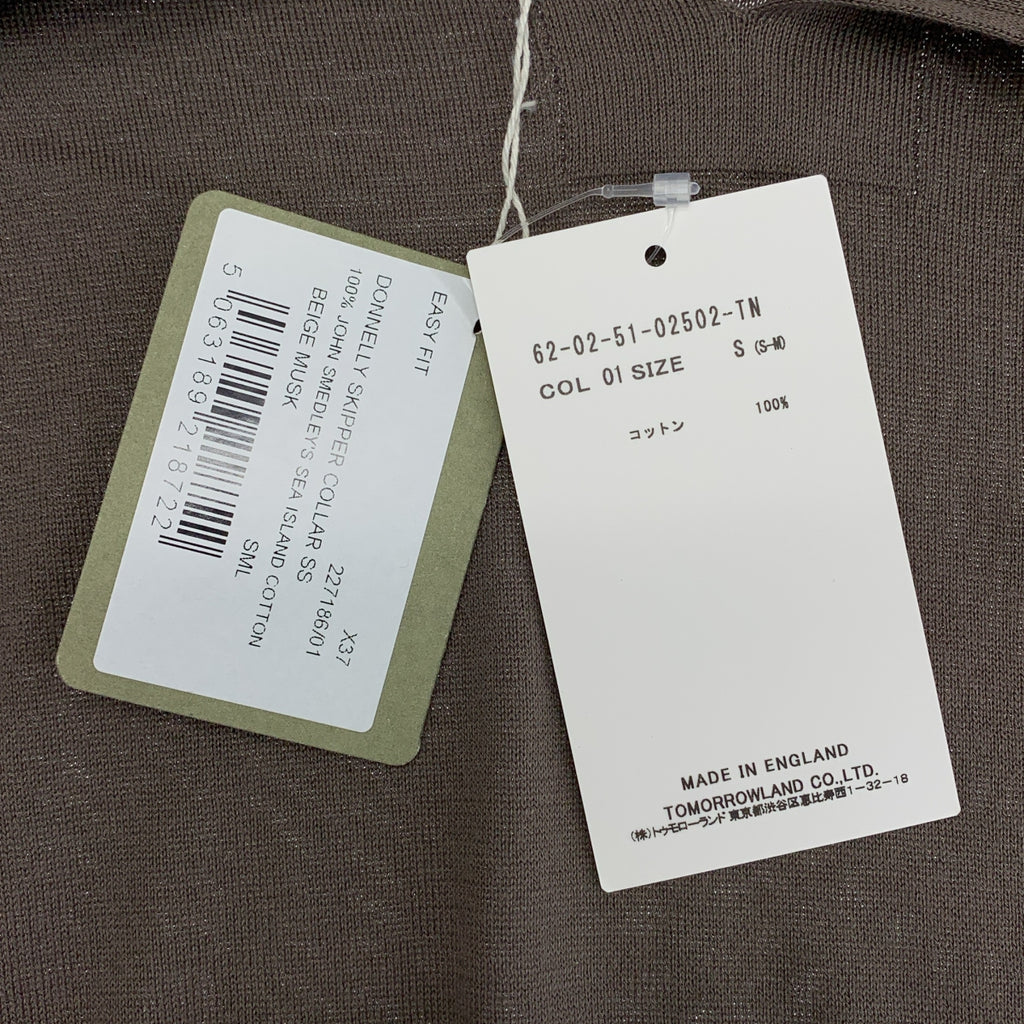 EASY FIT
X37
DONNELLY SKIPPER COLLAR SS
227186/01
100% JOHN SMEDLEY'S SEA ISLAND COTTON
BEIGE MUSK
SML
5 063189 218722
62-02-51-02502-TN
COL 01 SIZE S (S-M)
コットン 100%
MADE IN ENGLAND
TOMORROWLAND CO.,LTD.
(株)トゥモローランド 東京都渋谷区恵比寿西1-32-18